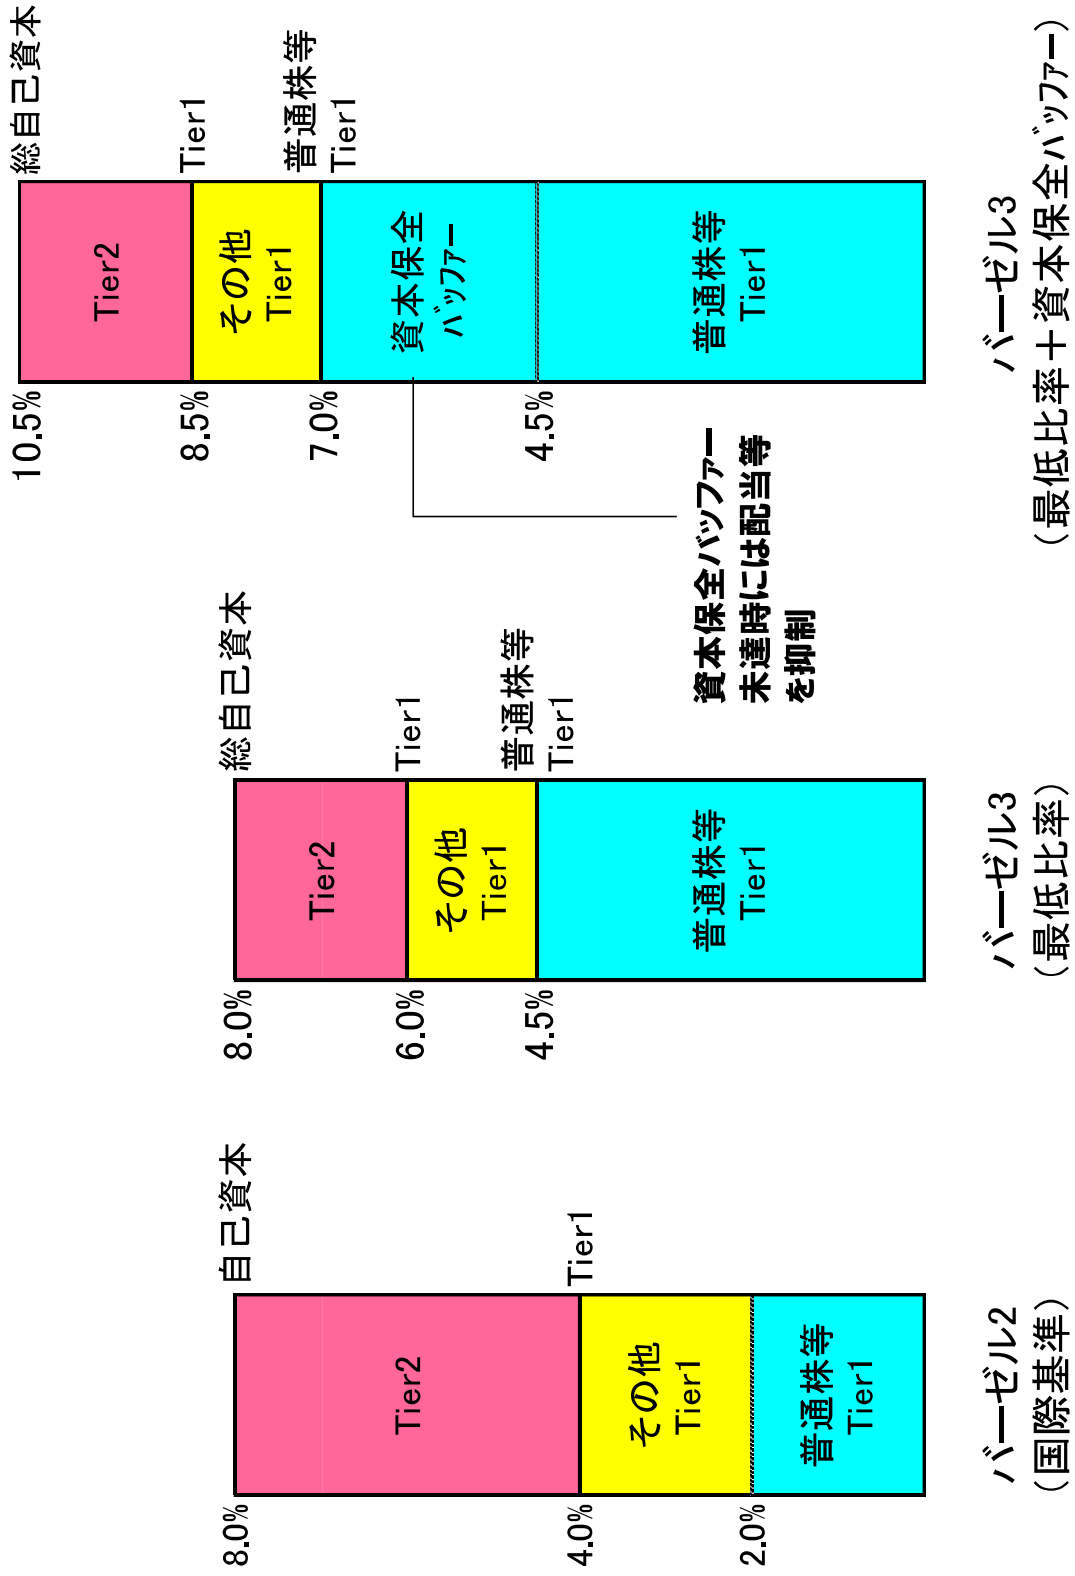 自己資本
8.0%
Tier2
Tier1
4.0%
その他
Tier1
2.0%
普通株等
Tier1
バーゼル2
(国際基準)
総自己資本
8.0%
Tier2
Tier1
6.0%
その他
Tier1
普通株等
Tier1
4.5%
普通株等
Tier1
バーゼル3
(最低比率)
総自己資本
10.5%
Tier2
Tier1
8.5%
その他
Tier1
普通株等
Tier1
7.0%
資本保全
バッファー
4.5%
普通株等
Tier1
資本保全バッファー
未達時には配当等
を抑制
バーゼル3
(最低比率+資本保全バッファー)